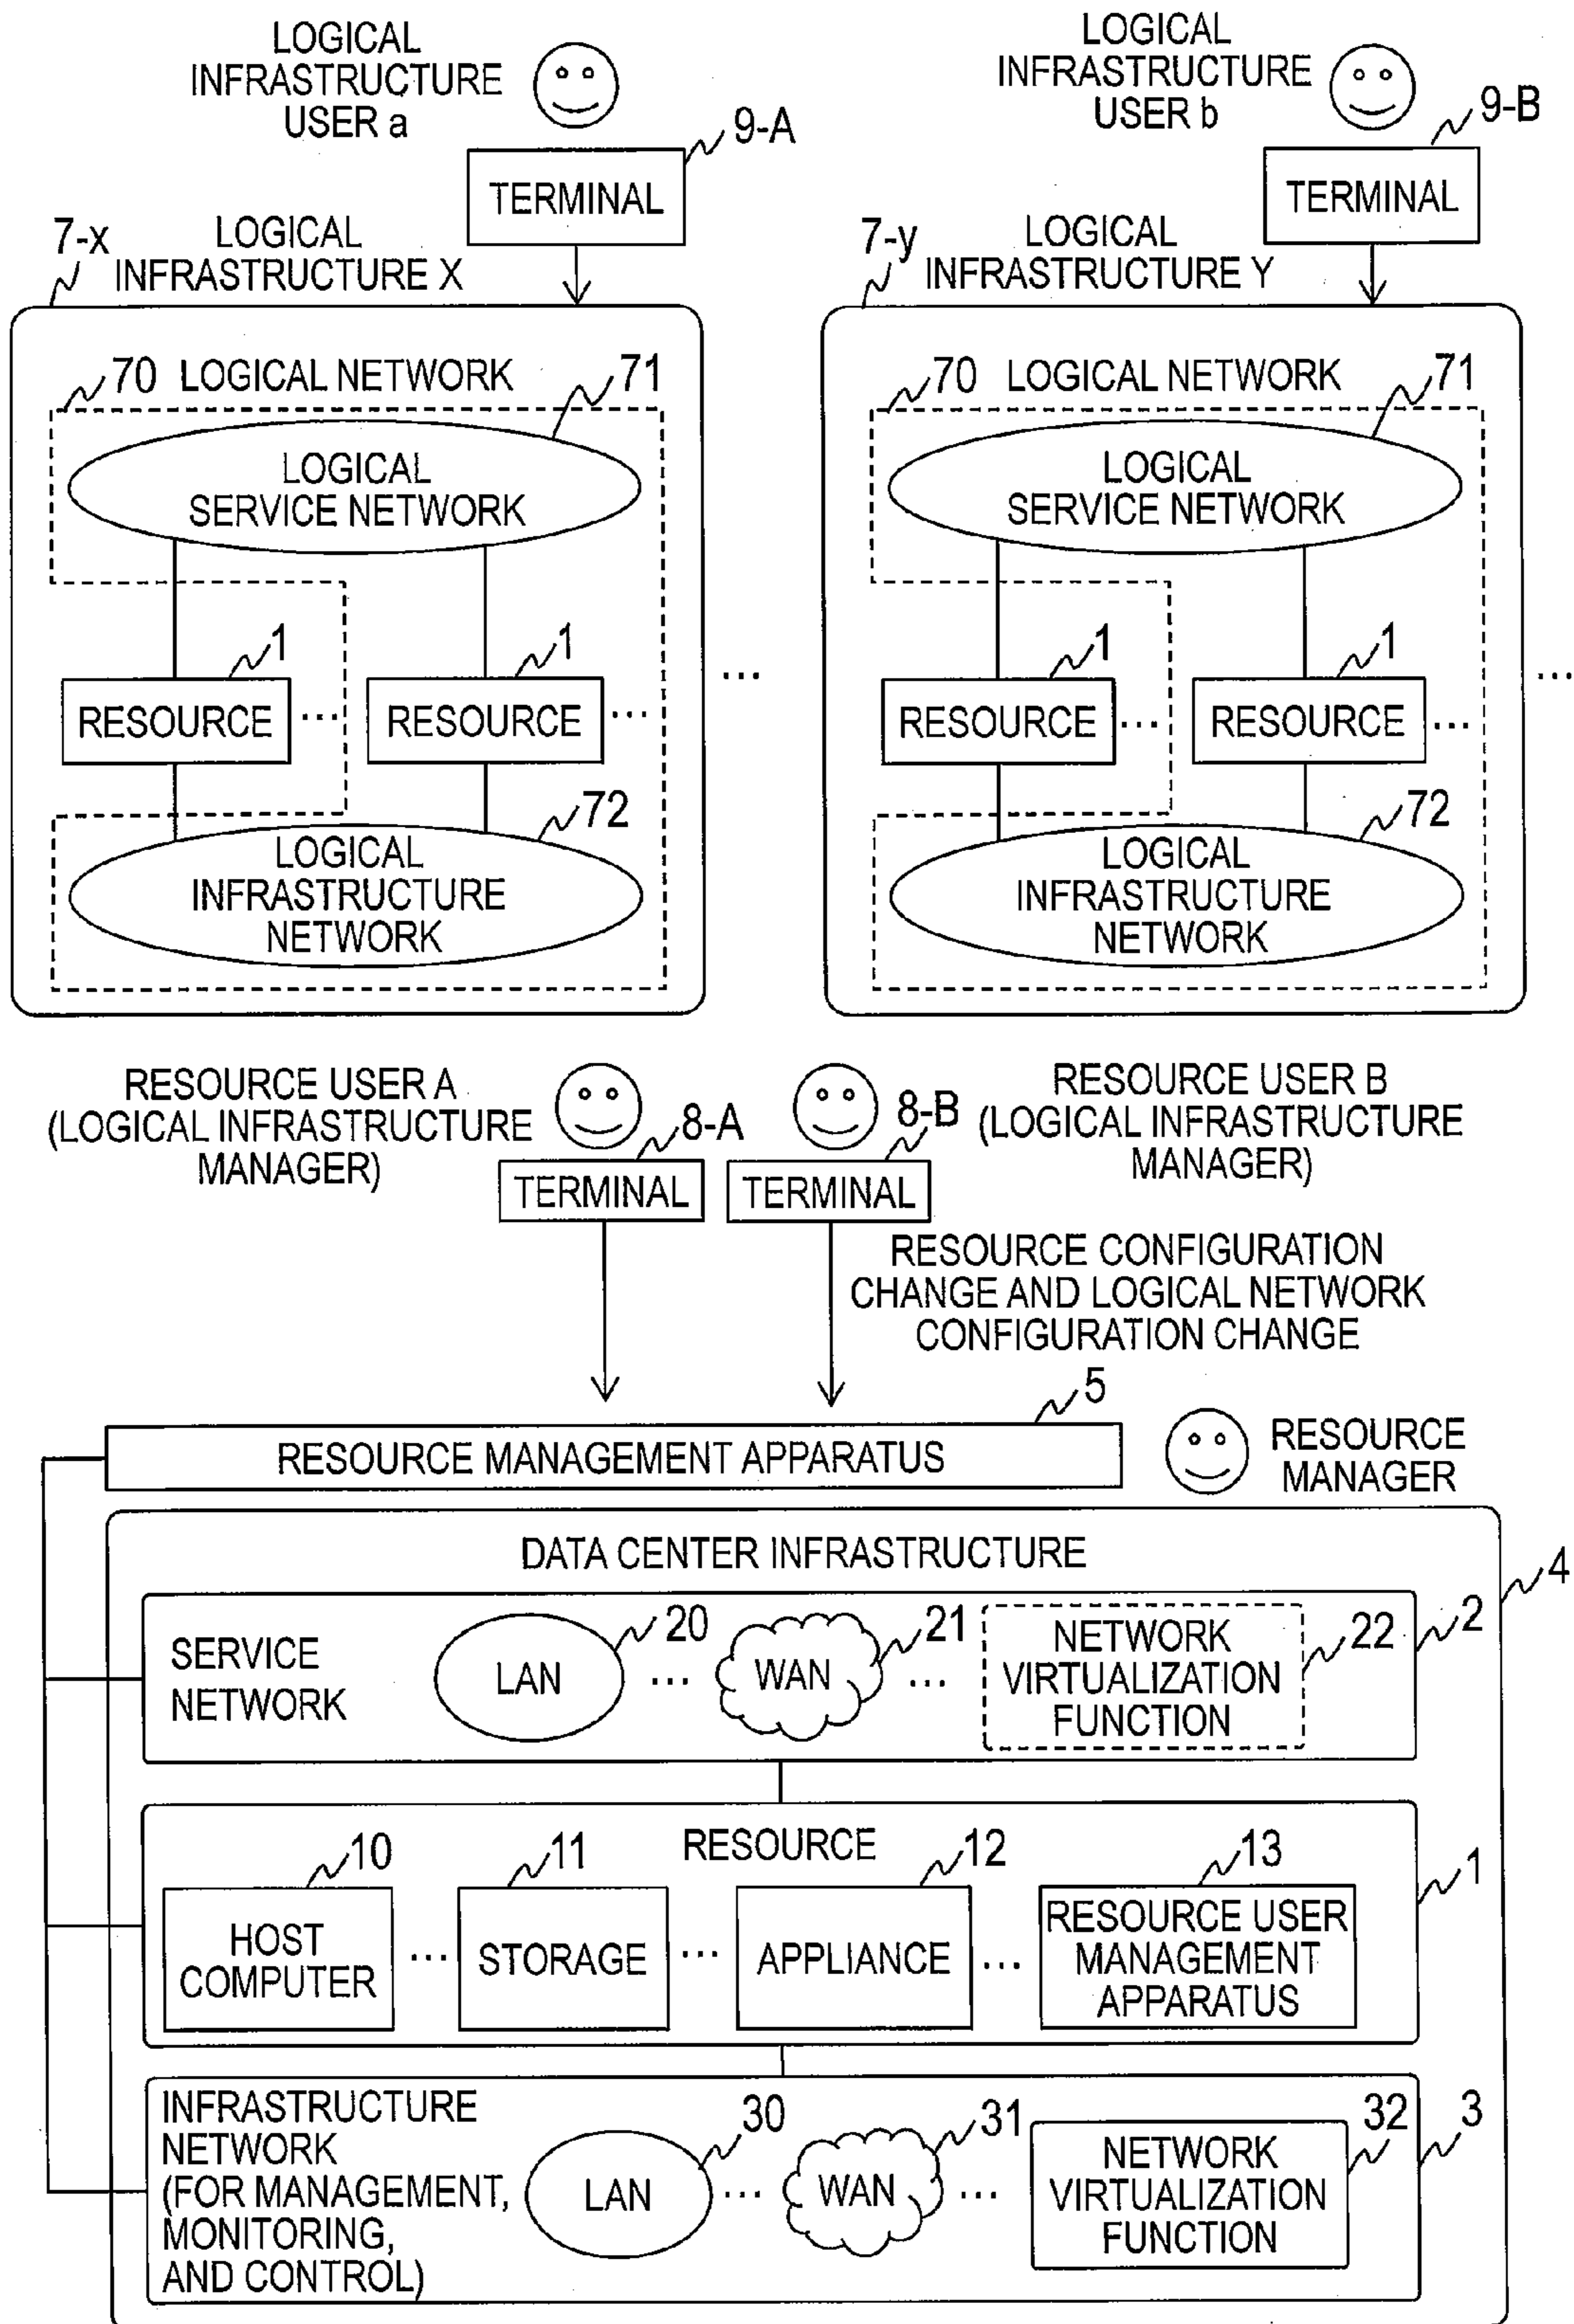 LOGICAL
INFRASTRUCTURE
USER a
9-A
TERMINAL
LOGICAL
INFRASTRUCTURE
USER b
9-B
TERMINAL
7-x
LOGICAL
INFRASTRUCTURE X
70 LOGICAL NETWORK
71
LOGICAL
SERVICE NETWORK
1
1
RESOURCE ... RESOURCE ... ...
72
LOGICAL
INFRASTRUCTURE
NETWORK
7-y
LOGICAL
INFRASTRUCTURE Y
70 LOGICAL NETWORK
71
LOGICAL
SERVICE NETWORK
1
1
RESOURCE ... RESOURCE ... ...
72
LOGICAL
INFRASTRUCTURE
NETWORK
RESOURCE USER A
(LOGICAL INFRASTRUCTURE
MANAGER)
8-A
TERMINAL
8-B
TERMINAL
RESOURCE USER B
(LOGICAL INFRASTRUCTURE
MANAGER)
RESOURCE CONFIGURATION
CHANGE AND LOGICAL NETWORK
CONFIGURATION CHANGE
5
RESOURCE MANAGEMENT APPARATUS
RESOURCE
MANAGER
DATA CENTER INFRASTRUCTURE
4
2
SERVICE
NETWORK
20
LAN
...
21
WAN
...
22
NETWORK
VIRTUALIZATION
FUNCTION
RESOURCE
1
10
HOST
COMPUTER
...
11
STORAGE
...
12
APPLIANCE
...
13
RESOURCE USER
MANAGEMENT
APPARATUS
INFRASTRUCTURE
NETWORK
(FOR MANAGEMENT,
MONITORING,
AND CONTROL)
30
LAN
...
31
WAN
...
32
NETWORK
VIRTUALIZATION
FUNCTION
3